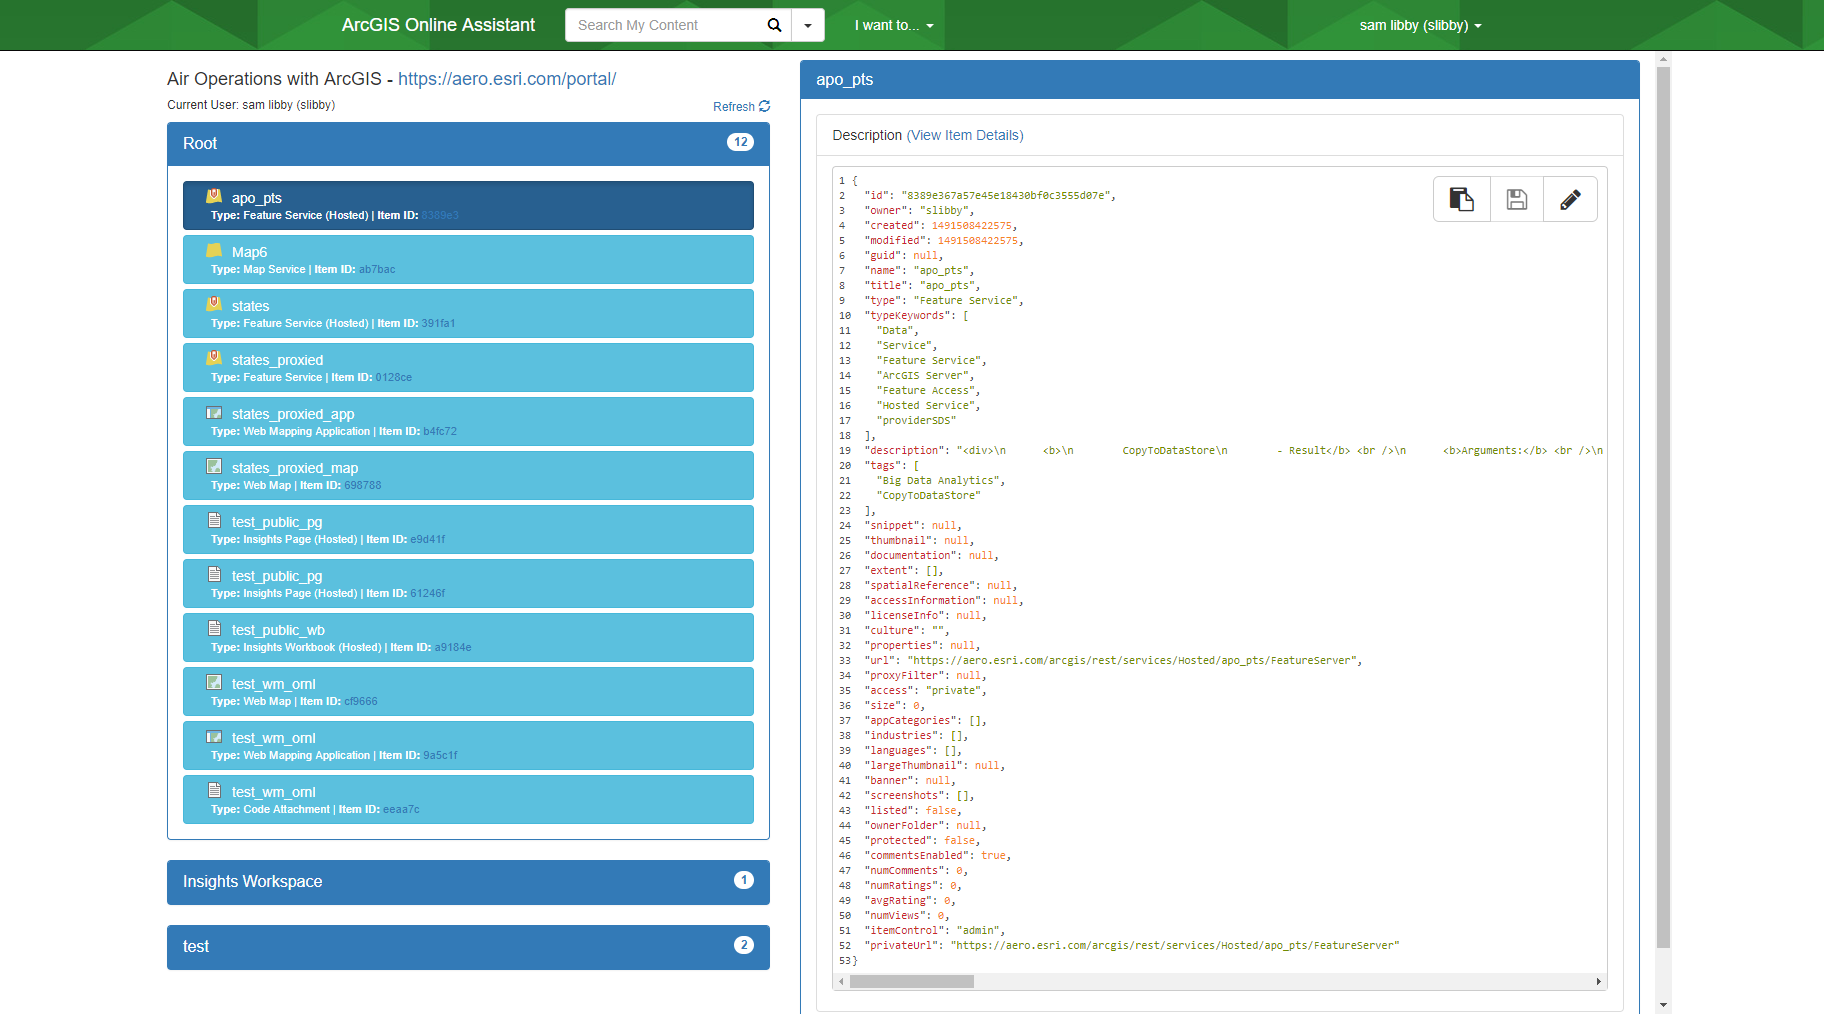 ArcGIS Online Assistant
Search My Content
I want to...
sam libby (slibby)
Air Operations with ArcGIS - https://aero.esri.com/portal/
Current User: sam libby (slibby)
Refresh
Root
12
apo_pts
Type: Feature Service (Hosted) | Item ID: 8389e3
Map6
Type: Map Service | Item ID: ab7bac
states
Type: Feature Service (Hosted) | Item ID: 391fa1
states_proxied
Type: Feature Service | Item ID: 0128ce
states_proxied_app
Type: Web Mapping Application | Item ID: b4fc72
states_proxied_map
Type: Web Map | Item ID: 698788
test_public_pg
Type: Insights Page (Hosted) | Item ID: e9d41f
test_public_pg
Type: Insights Page (Hosted) | Item ID: 61246f
test_public_wb
Type: Insights Workbook (Hosted) | Item ID: a9184e
test_wm_ornl
Type: Web Map | Item ID: cf9666
test_wm_ornl
Type: Web Mapping Application | Item ID: 9a5c1f
test_wm_ornl
Type: Code Attachment | Item ID: eeaa7c
Insights Workspace
1
test
2
apo_pts
Description (View Item Details)
1 {
2 "id": "8389e367a57e45e18430bf0c3555d07e",
3 "owner": "slibby",
4 "created": 1491508422575,
5 "modified": 1491508422575,
6 "guid": null,
7 "name": "apo_pts",
8 "title": "apo_pts",
9 "type": "Feature Service",
10 "typeKeywords": [
11 "Data",
12 "Service",
13 "Feature Service",
14 "ArcGIS Server",
15 "Feature Access",
16 "Hosted Service",
17 "providerSDS"
18 ],
19 "description": "<div>\n <b>\n CopyToDataStore\n - Result</b> <br />\n <b>Arguments:</b> <br />\n
20 "tags": [
21 "Big Data Analytics",
22 "CopyToDataStore"
23 ],
24 "snippet": null,
25 "thumbnail": null,
26 "documentation": null,
27 "extent": [],
28 "spatialReference": null,
29 "accessInformation": null,
30 "licenseInfo": null,
31 "culture": "",
32 "properties": null,
33 "url": "https://aero.esri.com/arcgis/rest/services/Hosted/apo_pts/FeatureServer",
34 "proxyFilter": null,
35 "access": "private",
36 "size": 0,
37 "appCategories": [],
38 "industries": [],
39 "languages": [],
40 "largeThumbnail": null,
41 "banner": null,
42 "screenshots": [],
43 "listed": false,
44 "ownerFolder": null,
45 "protected": false,
46 "commentsEnabled": true,
47 "numComments": 0,
48 "numRatings": 0,
49 "avgRating": 0,
50 "numViews": 0,
51 "itemControl": "admin",
52 "privateUrl": "https://aero.esri.com/arcgis/rest/services/Hosted/apo_pts/FeatureServer"
53 }